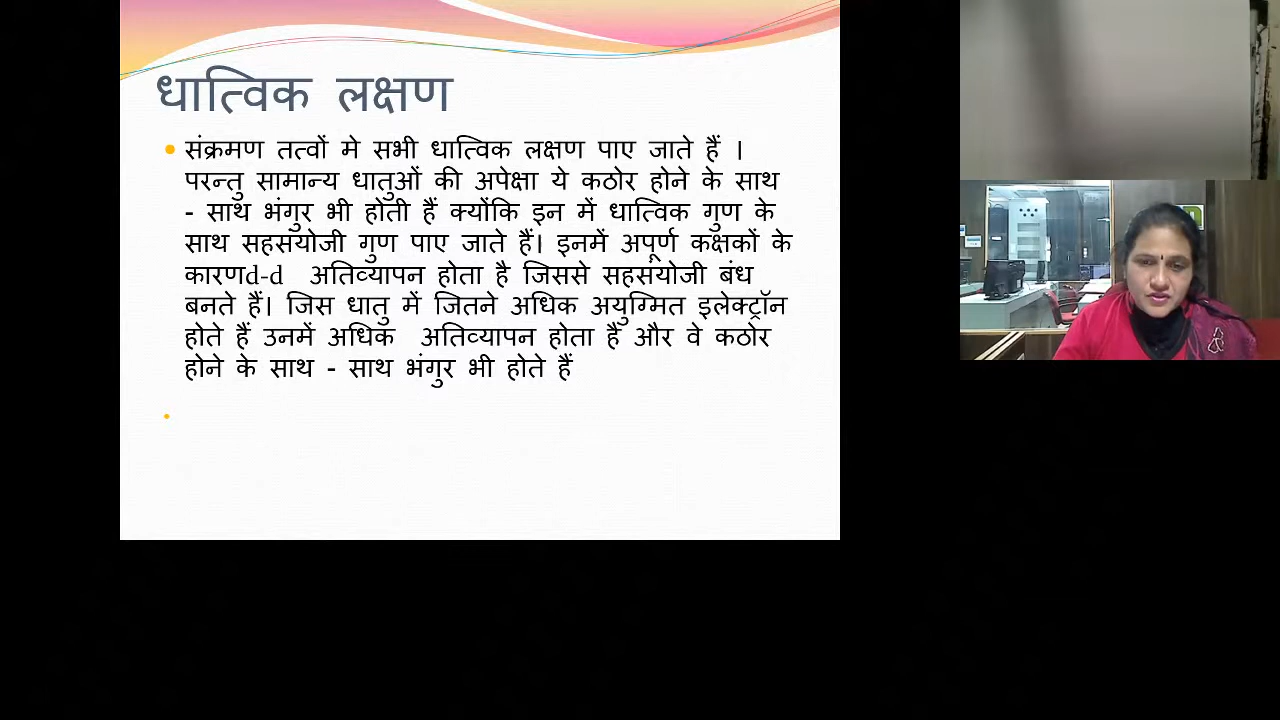 धात्विक लक्षण
संक्रमण तत्वों मे सभी धात्विक लक्षण पाए जाते हैं ।
परन्तु सामान्य धातुओं की अपेक्षा ये कठोर होने के साथ
- साथ भंगुर भी होती हैं क्योंकि इन में धात्विक गुण के
साथ सहसंयोजी गुण पाए जाते हैं। इनमें अपूर्ण कक्षकों के
कारणd-d अतिव्यापन होता है जिससे सहसंयोजी बंध
बनते हैं। जिस धातु में जितने अधिक अयुग्मित इलेक्ट्रॉन
होते हैं उनमें अधिक अतिव्यापन होता है और वे कठोर
होने के साथ - साथ भंगुर भी होते हैं